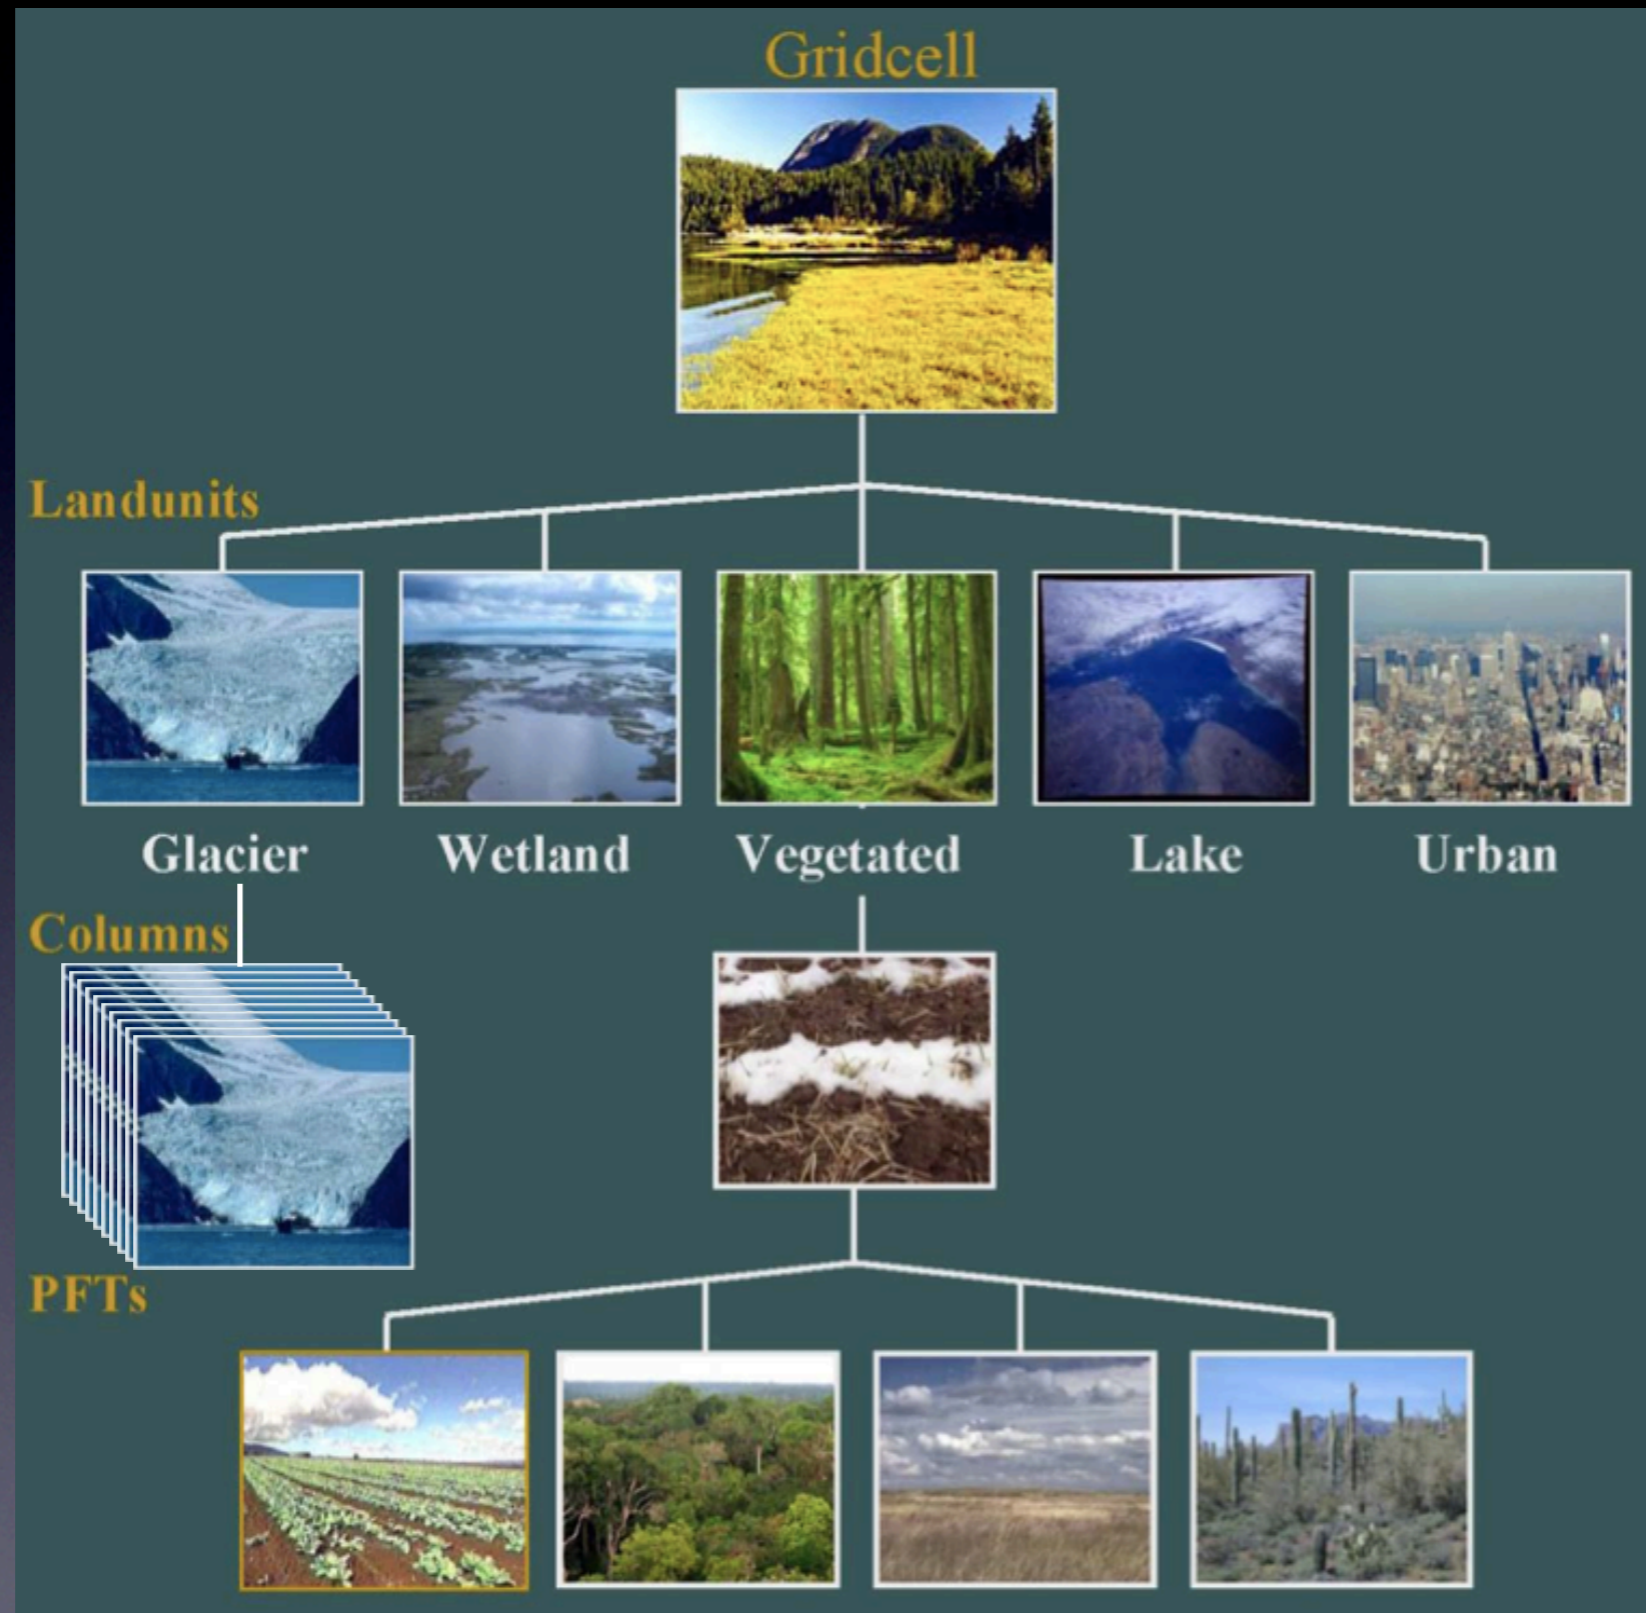 Gridcell
Landunits
Glacier
Wetland
Vegetated
Lake
Urban
Columns
PFTs